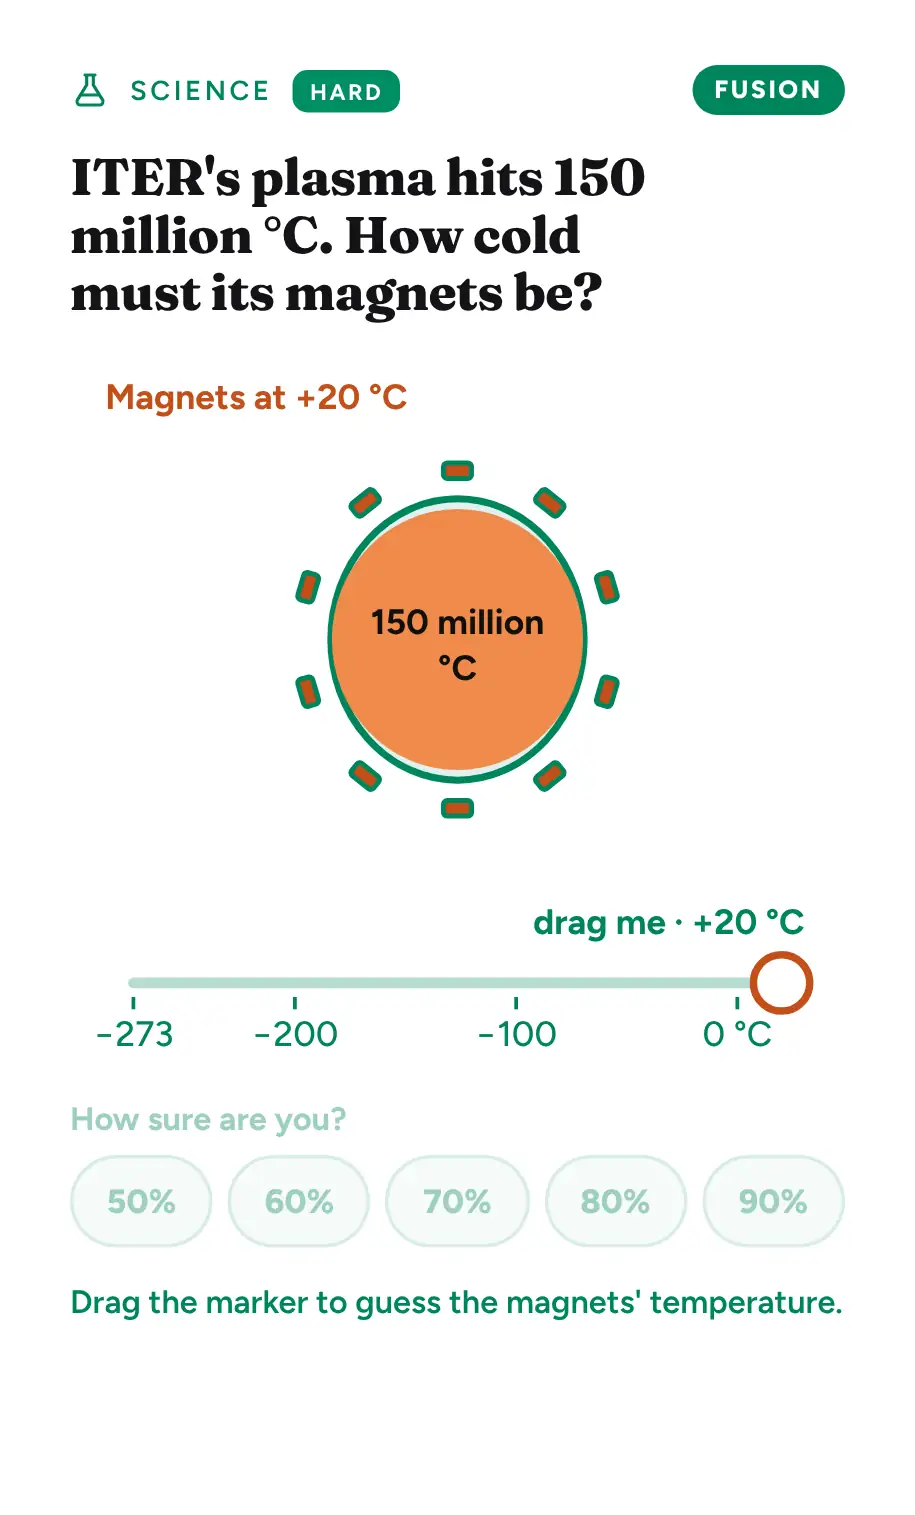 SCIENCE HARD FUSION
ITER's plasma hits 150
million °C. How cold
must its magnets be?
Magnets at +20 °C
150 million
°C
drag me · +20 °C
−273 −200 −100 0 °C
How sure are you?
50% 60% 70% 80% 90%
Drag the marker to guess the magnets' temperature.